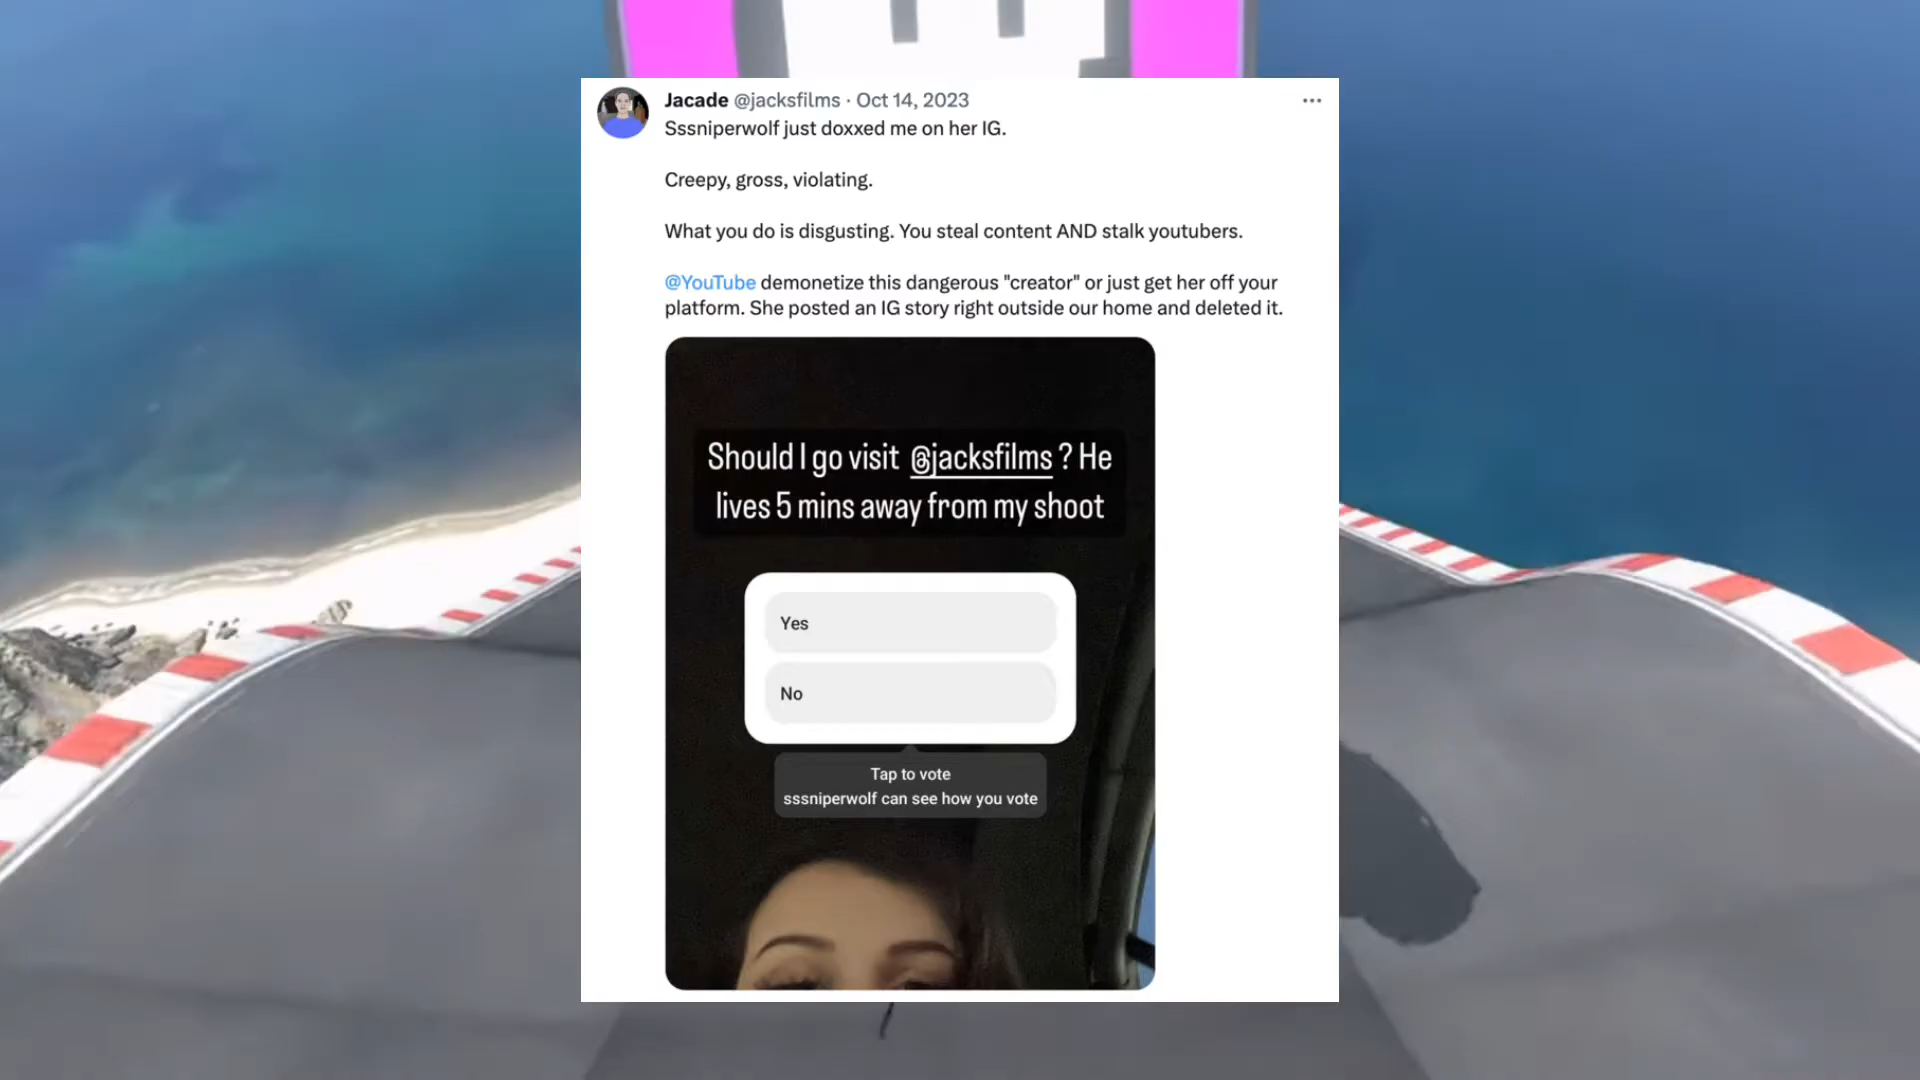 Jacade @jacksfilms · Oct 14, 2023
Sssniperwolf just doxxed me on her IG.
Creepy, gross, violating.
What you do is disgusting. You steal content AND stalk youtubers.
@YouTube demonetize this dangerous "creator" or just get her off your
platform. She posted an IG story right outside our home and deleted it.
Should I go visit @jacksfilms ? He
lives 5 mins away from my shoot
Yes
No
Tap to vote
sssniperwolf can see how you vote